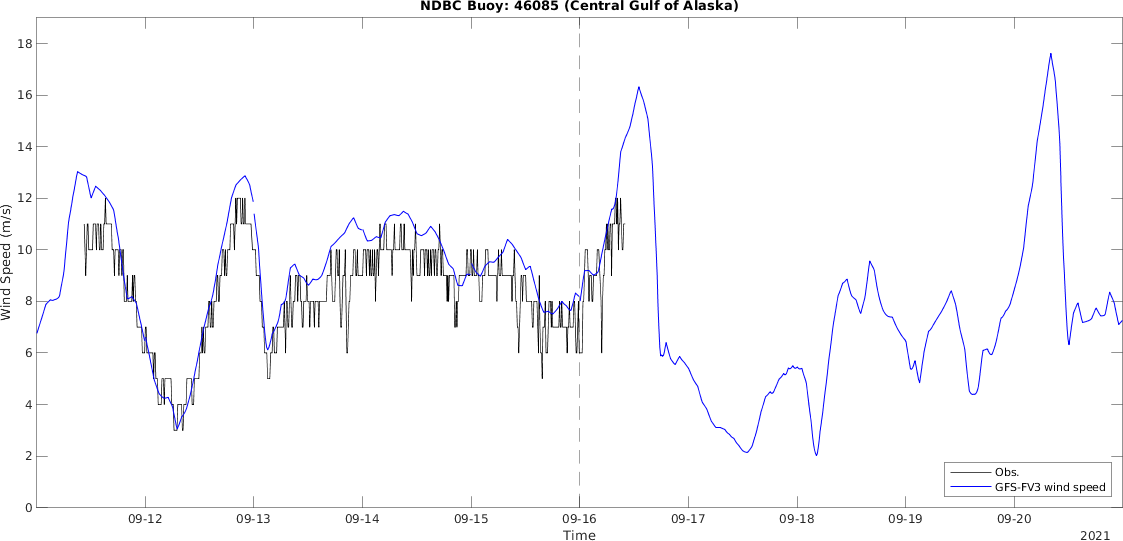 NDBC Buoy: 46085 (Central Gulf of Alaska)
18
16
14
12
10
8
6
4
2
0
Wind Speed (m/s)
09-12 09-13 09-14 09-15 09-16 09-17 09-18 09-19 09-20
Time
2021
Obs.
GFS-FV3 wind speed